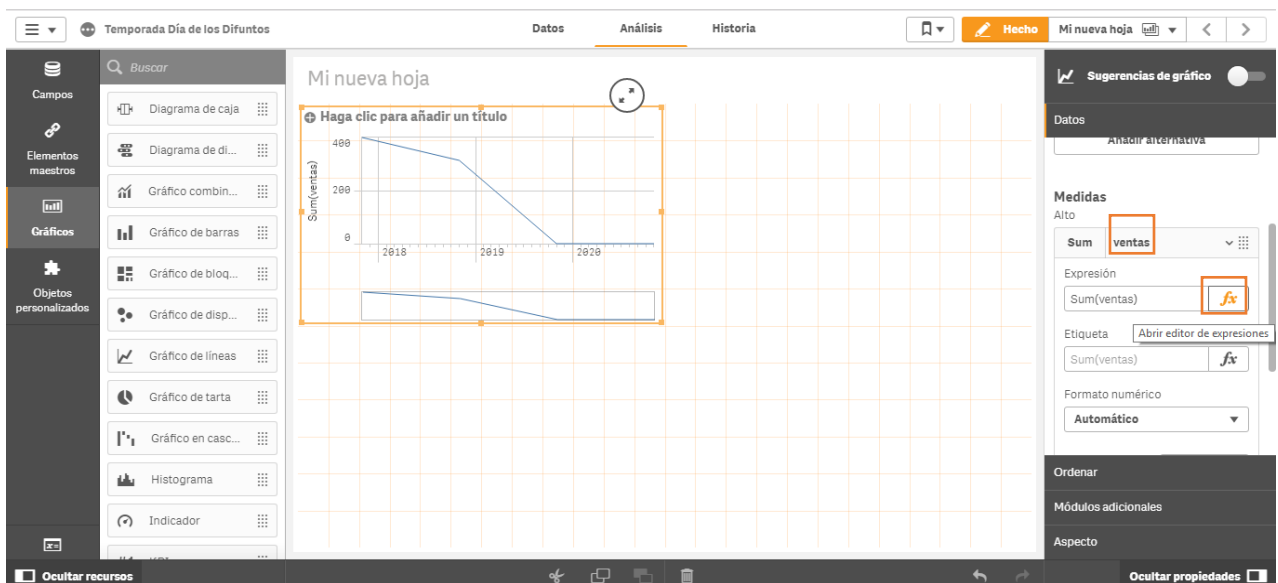 Temporada Día de los Difuntos
Datos
Análisis
Historia
Hecho
Mi nueva hoja
Campos
Elementos
maestros
Gráficos
Objetos
personalizados
Buscar
Diagrama de caja
Diagrama de di...
Gráfico combin...
Gráfico de barras
Gráfico de bloq...
Gráfico de disp...
Gráfico de líneas
Gráfico de tarta
Gráfico en casc...
Histograma
Indicador
Mi nueva hoja
Haga clic para añadir un título
Sum(ventas)
400
200
0
2018
2019
2020
Sugerencias de gráfico
Datos
Añadir alternativa
Medidas
Alto
Sum
ventas
Expresión
Sum(ventas)
fx
Abrir editor de expresiones
Etiqueta
Sum(ventas)
fx
Formato numérico
Automático
Ordenar
Módulos adicionales
Aspecto
Ocultar recursos
Ocultar propiedades